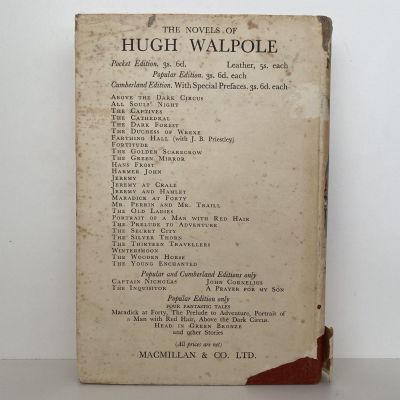 THE NOVELS OF
HUGH WALPOLE
Pocket Edition. 3s. 6d. Leather, 5s. each
Popular Edition. 3s. 6d. each
Cumberland Edition. With Special Prefaces. 3s. 6d. each
ABOVE THE DARK CIRCUS
ALL SOULS' NIGHT
THE CAPTIVES
THE CATHEDRAL
THE DARK FOREST
THE DUCHESS OF WREXE
FARTHING HALL (with J. B. Priestley)
FORTITUDE
THE GOLDEN SCARECROW
THE GREEN MIRROR
HANS FROST
HARMER JOHN
JEREMY
JEREMY AT CRALE
JEREMY AND HAMLET
MARADICK AT FORTY
MR. PERRIN AND MR. TRAILL
THE OLD LADIES
PORTRAIT OF A MAN WITH RED HAIR
THE PRELUDE TO ADVENTURE
THE SECRET CITY
THE SILVER THORN
THE THIRTEEN TRAVELLERS
WINTERSMOON
THE WOODEN HORSE
THE YOUNG ENCHANTED
Popular and Cumberland Editions only
CAPTAIN NICHOLAS JOHN CORNELIUS
THE INQUISITOR A PRAYER FOR MY SON
Popular Edition only
FOUR FANTASTIC TALES
Maradick at Forty, The Prelude to Adventure, Portrait of
a Man with Red Hair, Above the Dark Circus.
HEAD IN GREEN BRONZE
and other Stories
(All prices are net)
MACMILLAN & CO. LTD.